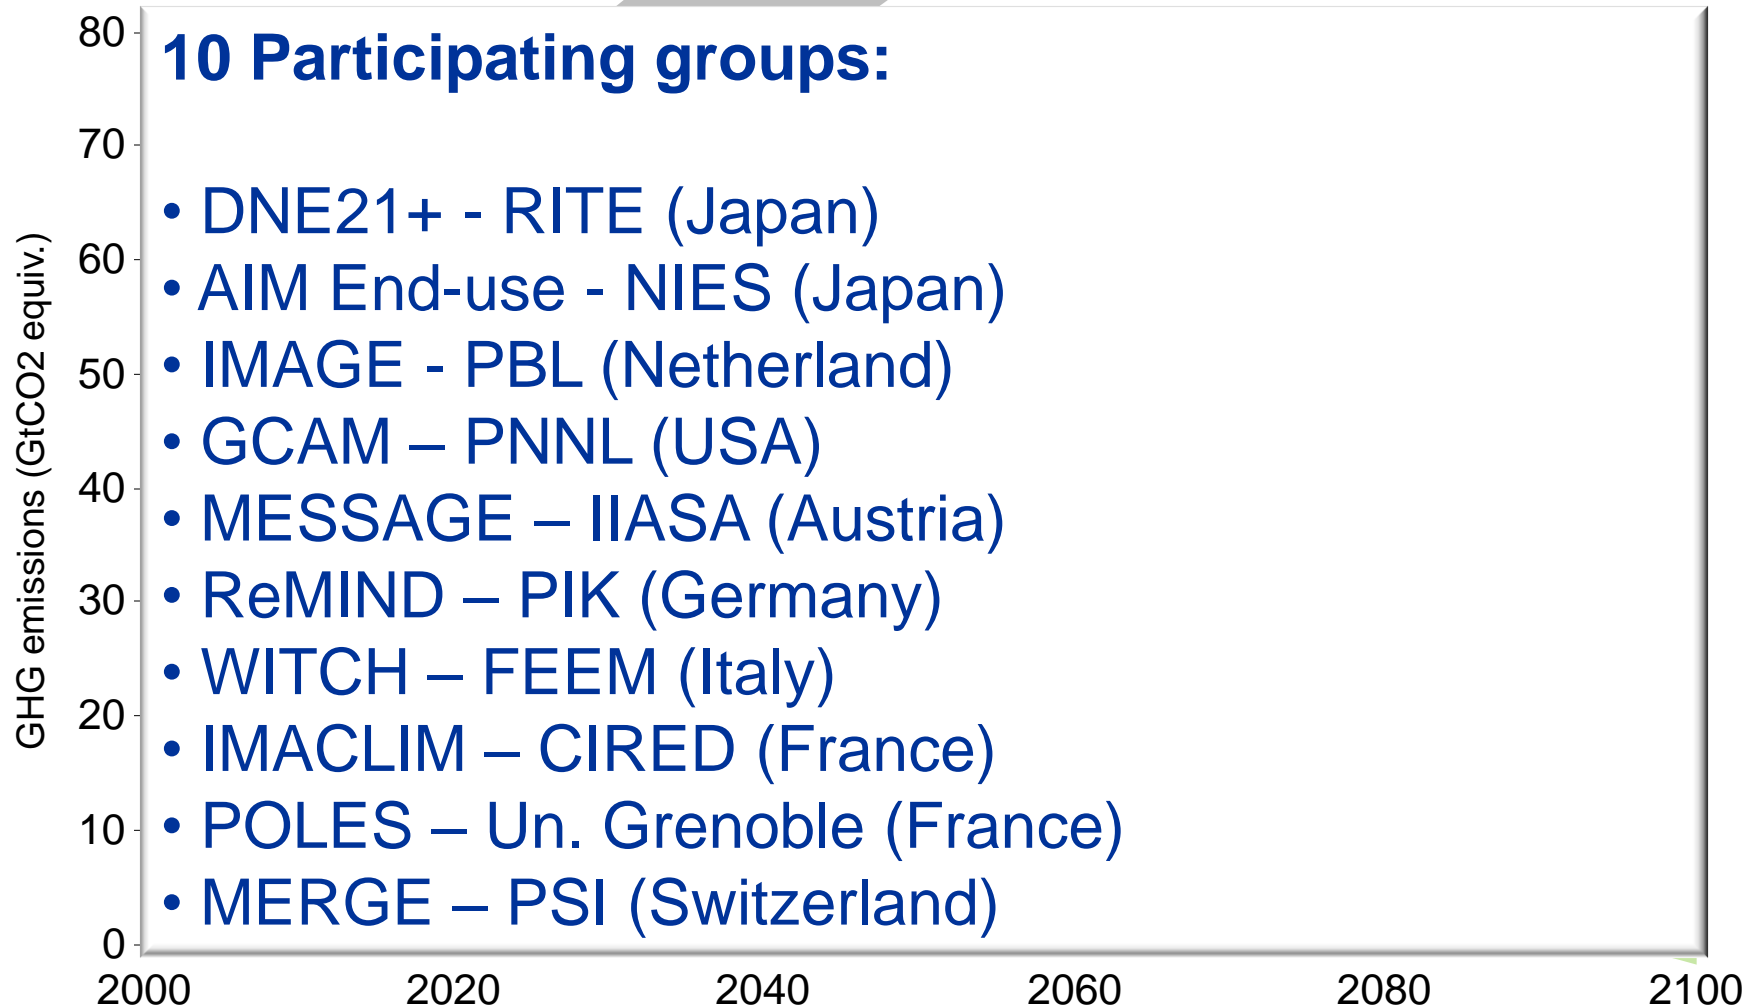 80
10 Participating groups:
70
• DNE21+ - RITE (Japan)
60
• AIM End-use - NIES (Japan)
50
• IMAGE - PBL (Netherland)
• GCAM – PNNL (USA)
40
• MESSAGE – IIASA (Austria)
30
• ReMIND – PIK (Germany)
• WITCH – FEEM (Italy)
20
• IMACLIM – CIRED (France)
10
• POLES – Un. Grenoble (France)
• MERGE – PSI (Switzerland)
0
GHG emissions (GtCO2 equiv.)
2000 2020 2040 2060 2080 2100